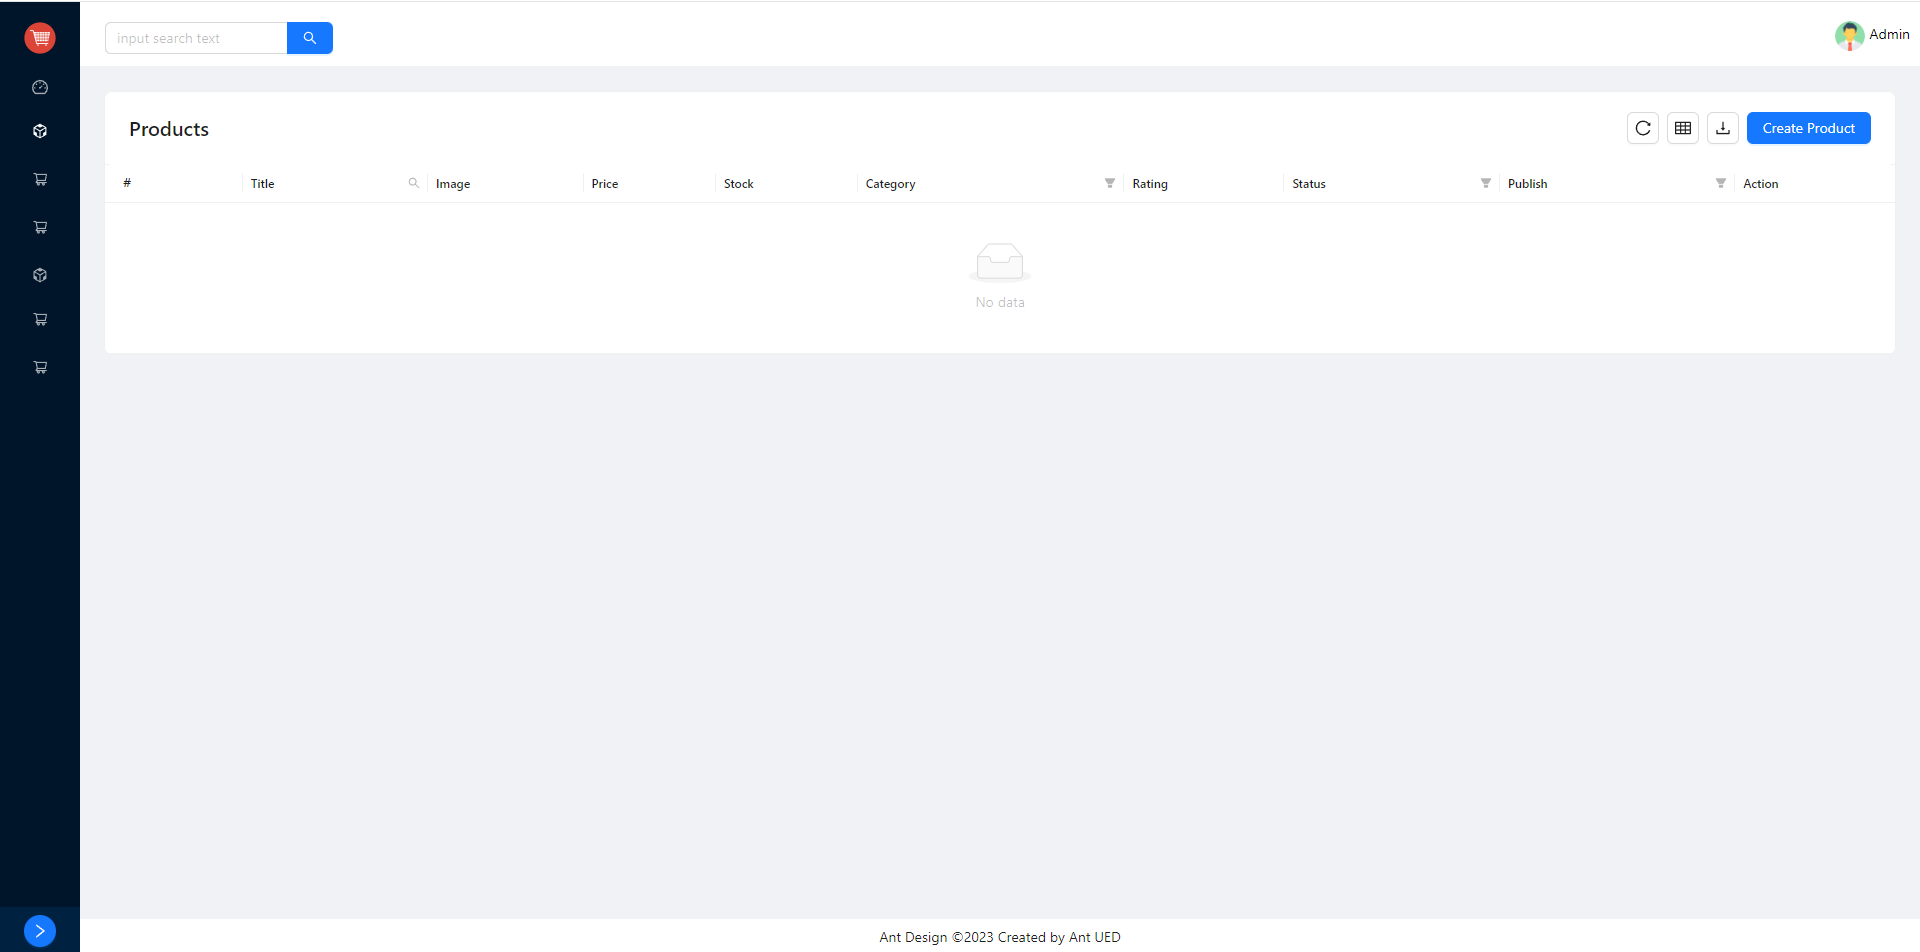 input search text
Admin
Products
Create Product
# Title Image Price Stock Category Rating Status Publish Action
No data
Ant Design ©2023 Created by Ant UED